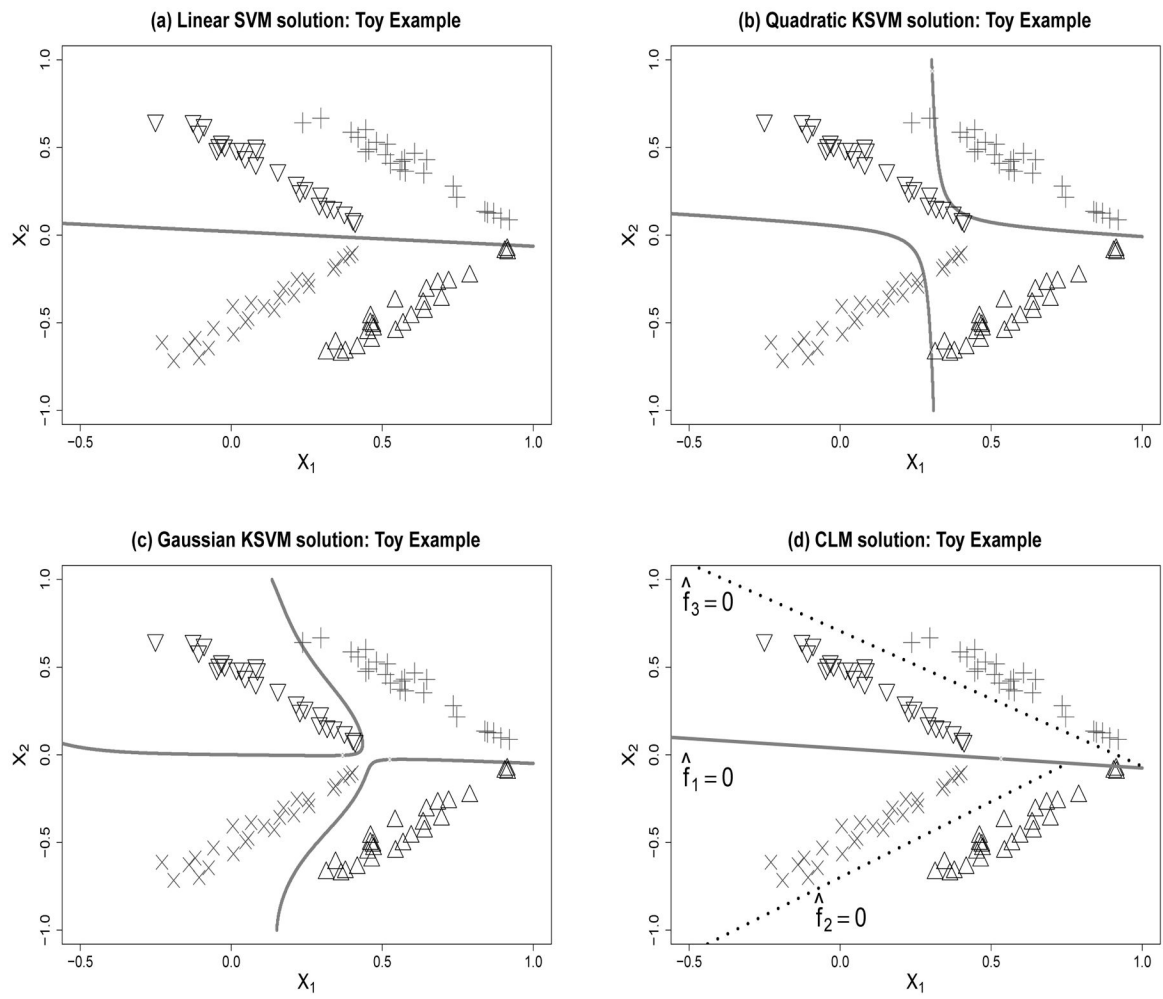 (a) Linear SVM solution: Toy Example
1.0
0.5
0.0
−0.5
−1.0
X₂
−0.5
0.0
0.5
1.0
X₁
(b) Quadratic KSVM solution: Toy Example
1.0
0.5
0.0
−0.5
−1.0
X₂
−0.5
0.0
0.5
1.0
X₁
(c) Gaussian KSVM solution: Toy Example
1.0
0.5
0.0
−0.5
−1.0
X₂
−0.5
0.0
0.5
1.0
X₁
(d) CLM solution: Toy Example
1.0
0.5
0.0
−0.5
−1.0
X₂
f̂₃=0
f̂₁=0
f̂₂=0
−0.5
0.0
0.5
1.0
X₁